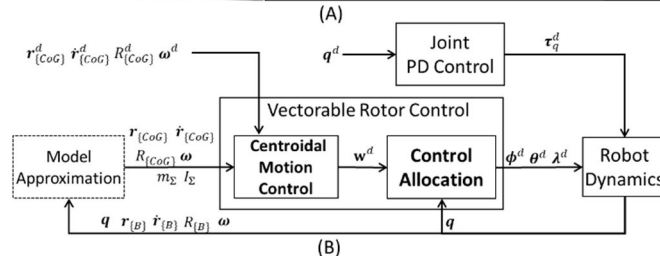 (A)
r^d_{CoG} ṙ^d_{CoG} R^d_{CoG} ω^d
q^d
Joint
PD Control
τ^d_q
Vectorable Rotor Control
r_{CoG} ṙ_{CoG}
R_{CoG} ω
m_Σ I_Σ
Model
Approximation
Centroidal
Motion
Control
w^d
Control
Allocation
ϕ^d θ^d λ^d
Robot
Dynamics
q r_{B} ṙ_{B} R_{B} ω
q
(B)